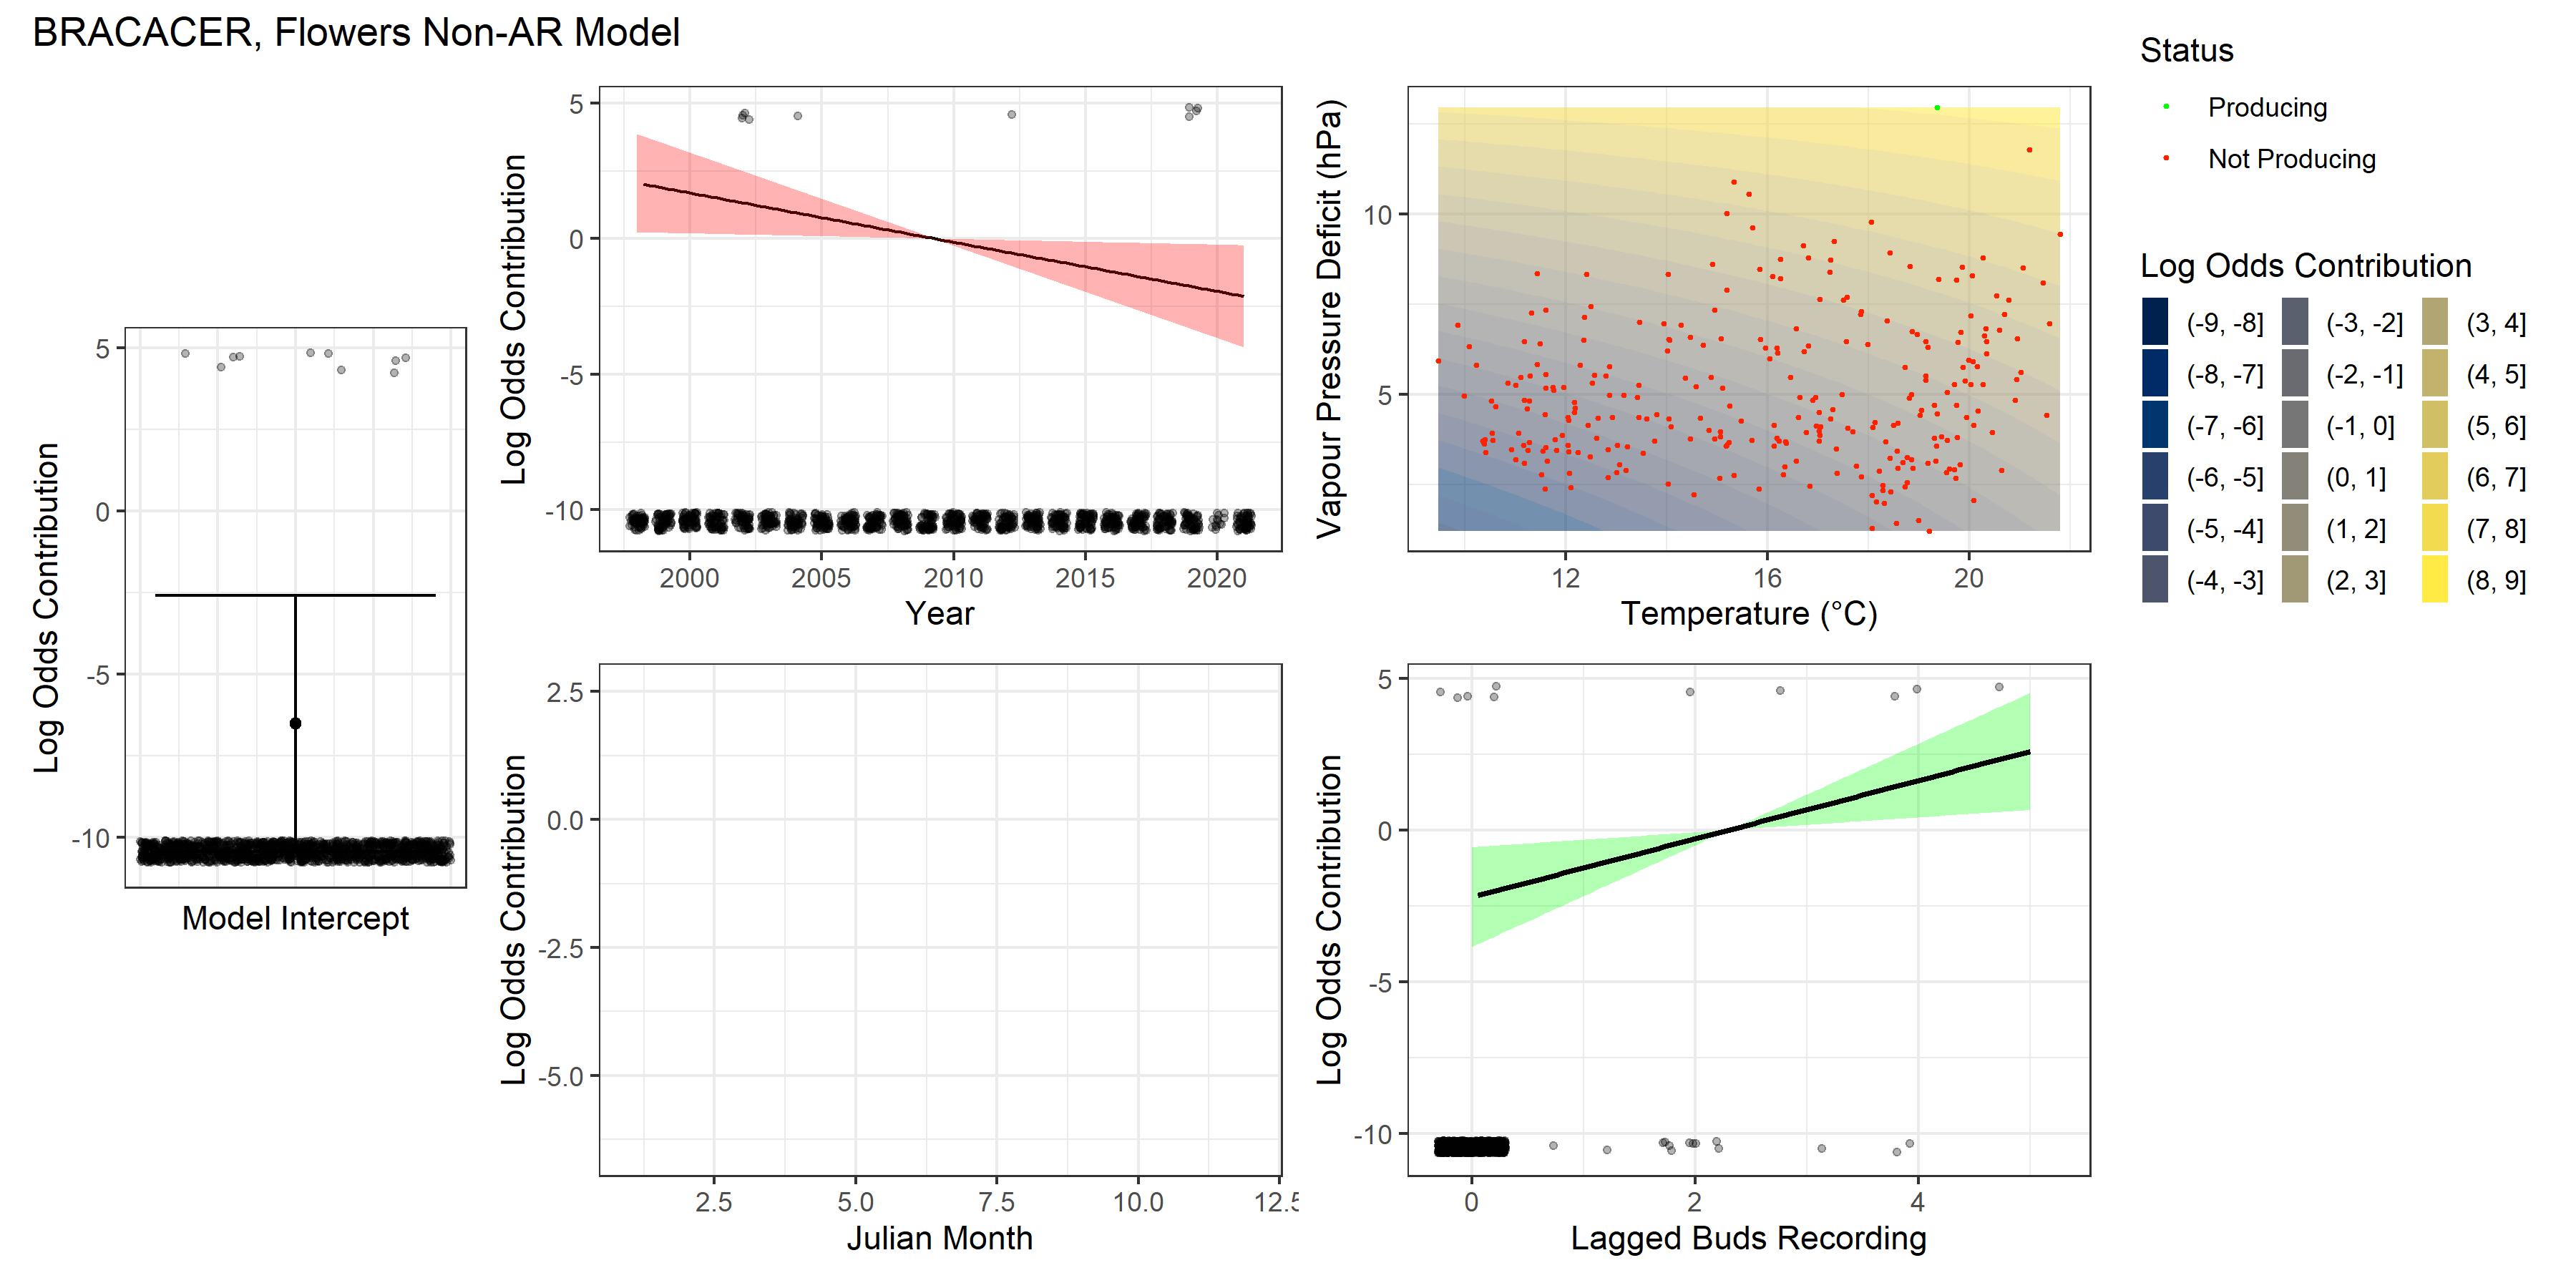 BRACACER, Flowers Non-AR Model
Log Odds Contribution
5
0
-5
-10
Model Intercept
Log Odds Contribution
5
0
-5
-10
2000 2005 2010 2015 2020
Year
Vapour Pressure Deficit (hPa)
10
5
12 16 20
Temperature (°C)
Log Odds Contribution
2.5
0.0
-2.5
-5.0
2.5 5.0 7.5 10.0 12.5
Julian Month
Log Odds Contribution
5
0
-5
-10
0 2 4
Lagged Buds Recording
Status
Producing
Not Producing
Log Odds Contribution
(-9, -8] (-3, -2] (3, 4]
(-8, -7] (-2, -1] (4, 5]
(-7, -6] (-1, 0] (5, 6]
(-6, -5] (0, 1] (6, 7]
(-5, -4] (1, 2] (7, 8]
(-4, -3] (2, 3] (8, 9]